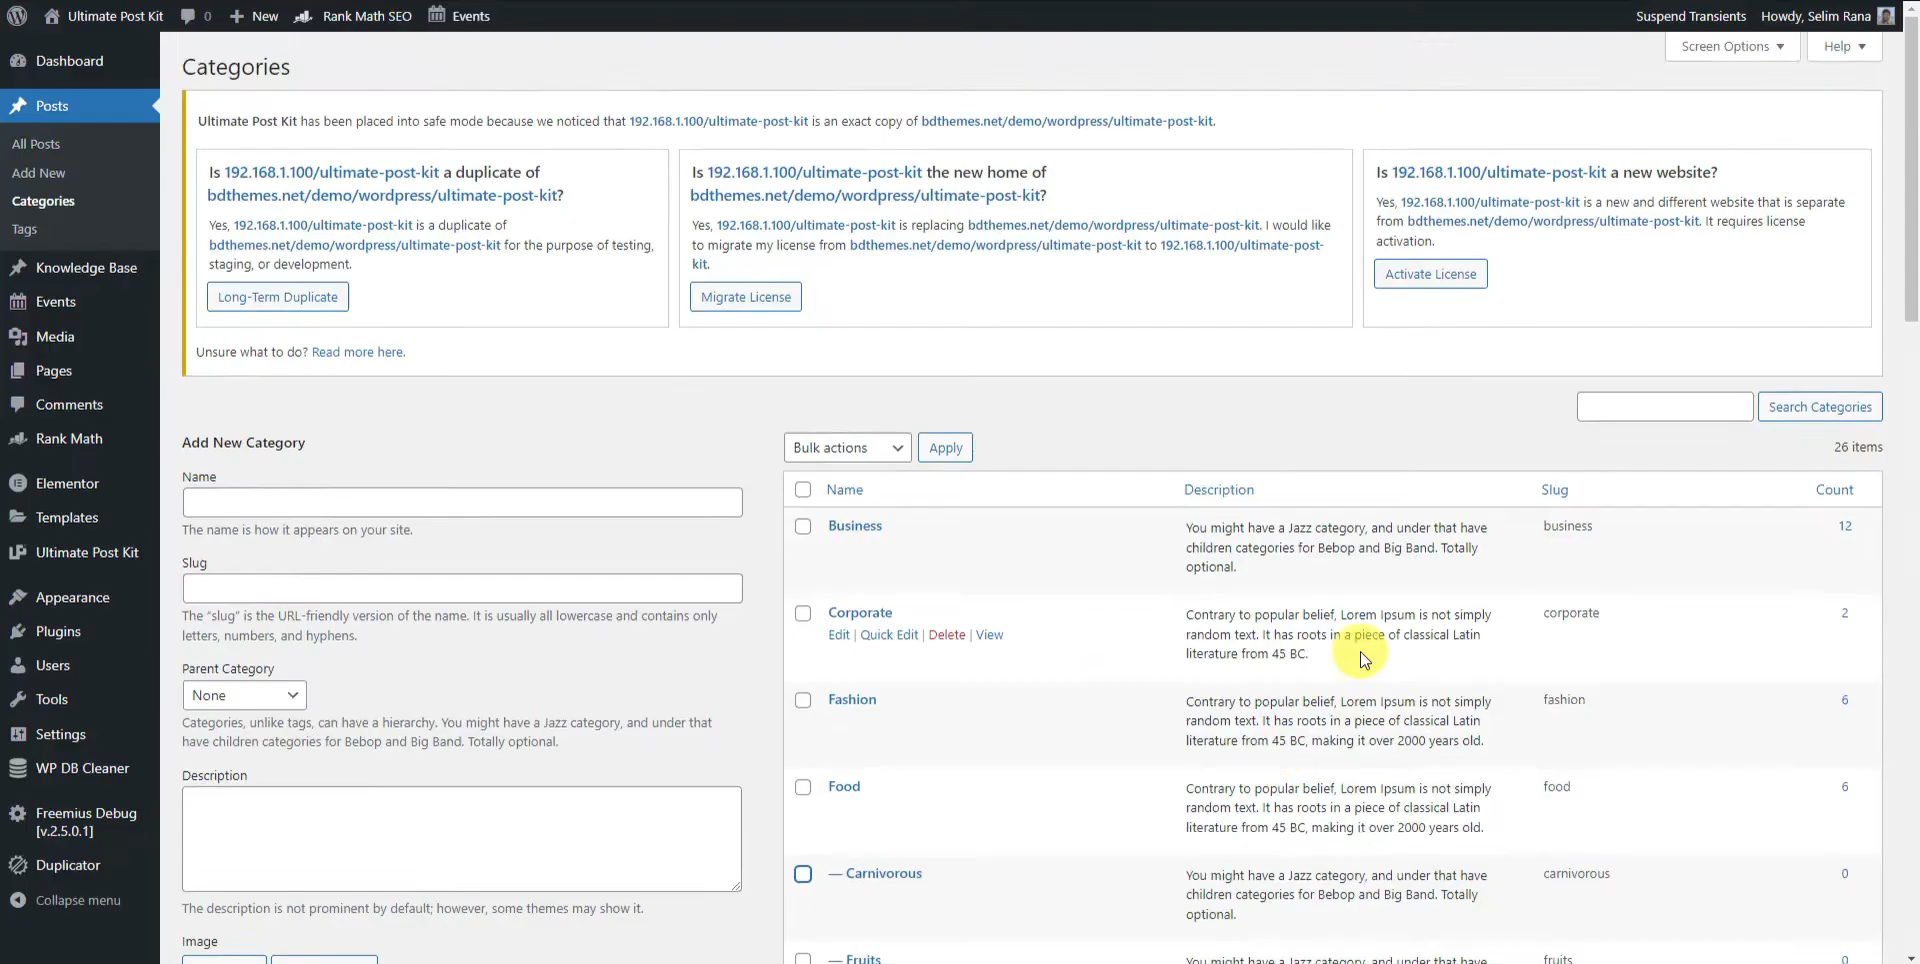 Ultimate Post Kit 0 New Rank Math SEO Events Suspend Transients Howdy, Selim Rana
Screen Options Help
Dashboard
Posts
All Posts
Add New
Categories
Tags
Knowledge Base
Events
Media
Pages
Comments
Rank Math
Elementor
Templates
Ultimate Post Kit
Appearance
Plugins
Users
Tools
Settings
WP DB Cleaner
Freemius Debug
[v.2.5.0.1]
Duplicator
Collapse menu
Categories
Ultimate Post Kit has been placed into safe mode because we noticed that 192.168.1.100/ultimate-post-kit is an exact copy of bdthemes.net/demo/wordpress/ultimate-post-kit.
Is 192.168.1.100/ultimate-post-kit a duplicate of
bdthemes.net/demo/wordpress/ultimate-post-kit?
Yes, 192.168.1.100/ultimate-post-kit is a duplicate of
bdthemes.net/demo/wordpress/ultimate-post-kit for the purpose of testing,
staging, or development.
Long-Term Duplicate
Is 192.168.1.100/ultimate-post-kit the new home of
bdthemes.net/demo/wordpress/ultimate-post-kit?
Yes, 192.168.1.100/ultimate-post-kit is replacing bdthemes.net/demo/wordpress/ultimate-post-kit. I would like
to migrate my license from bdthemes.net/demo/wordpress/ultimate-post-kit to 192.168.1.100/ultimate-post-
kit.
Migrate License
Is 192.168.1.100/ultimate-post-kit a new website?
Yes, 192.168.1.100/ultimate-post-kit is a new and different website that is separate
from bdthemes.net/demo/wordpress/ultimate-post-kit. It requires license
activation.
Activate License
Unsure what to do? Read more here.
Search Categories
Add New Category
Name
The name is how it appears on your site.
Slug
The “slug” is the URL-friendly version of the name. It is usually all lowercase and contains only
letters, numbers, and hyphens.
Parent Category
None
Categories, unlike tags, can have a hierarchy. You might have a Jazz category, and under that
have children categories for Bebop and Big Band. Totally optional.
Description
The description is not prominent by default; however, some themes may show it.
Image
Bulk actions Apply 26 items
Name Description Slug Count
Business You might have a Jazz category, and under that have business 12
children categories for Bebop and Big Band. Totally
optional.
Corporate Contrary to popular belief, Lorem Ipsum is not simply corporate 2
Edit | Quick Edit | Delete | View random text. It has roots in a piece of classical Latin
literature from 45 BC.
Fashion Contrary to popular belief, Lorem Ipsum is not simply fashion 6
random text. It has roots in a piece of classical Latin
literature from 45 BC, making it over 2000 years old.
Food Contrary to popular belief, Lorem Ipsum is not simply food 6
random text. It has roots in a piece of classical Latin
literature from 45 BC, making it over 2000 years old.
— Carnivorous You might have a Jazz category, and under that have carnivorous 0
children categories for Bebop and Big Band. Totally
optional.
— Fruits You might have a Jazz category, and under that have fruits 0